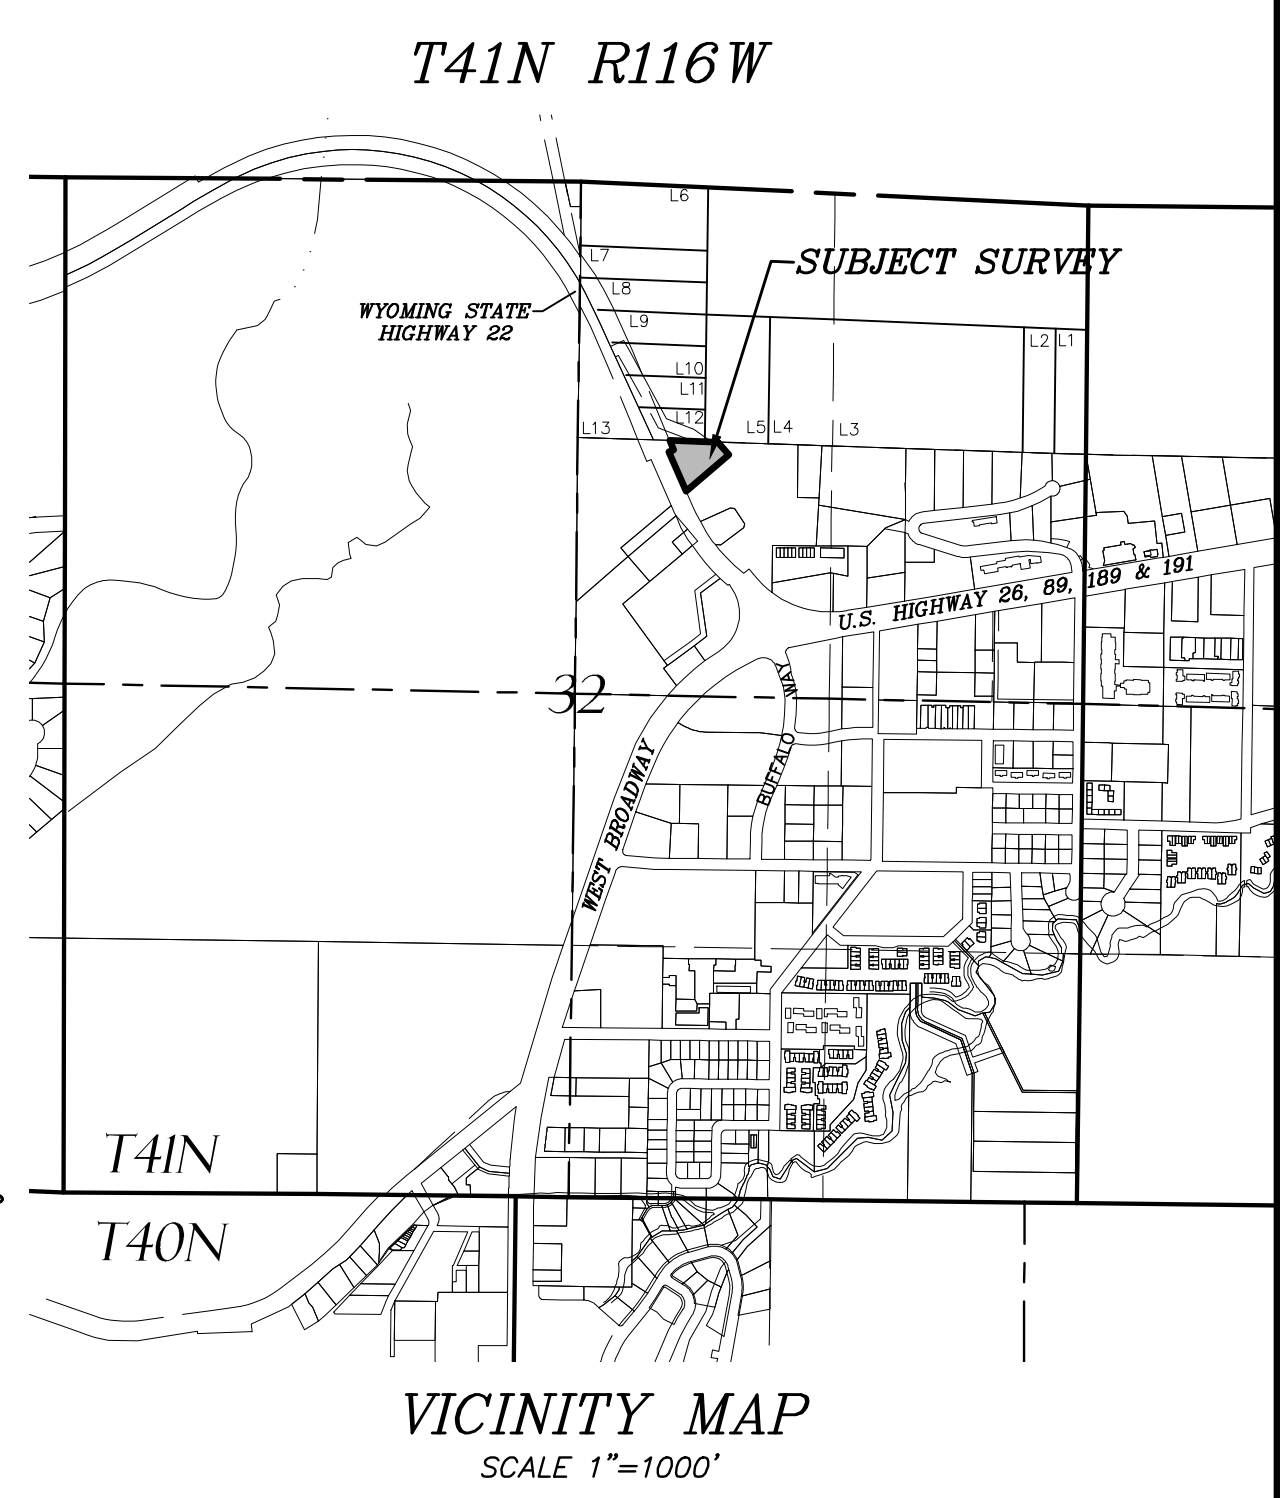 T41N R116W
L6
L7
SUBJECT SURVEY
L8
WYOMING STATE
HIGHWAY 22
L9
L2 L1
L10
L11
L12
L13
L5 L4
L3
U.S. HIGHWAY 26, 89, 189 & 191
32
BUFFALO WAY
WEST BROADWAY
T41N
T40N
VICINITY MAP
SCALE 1"=1000'